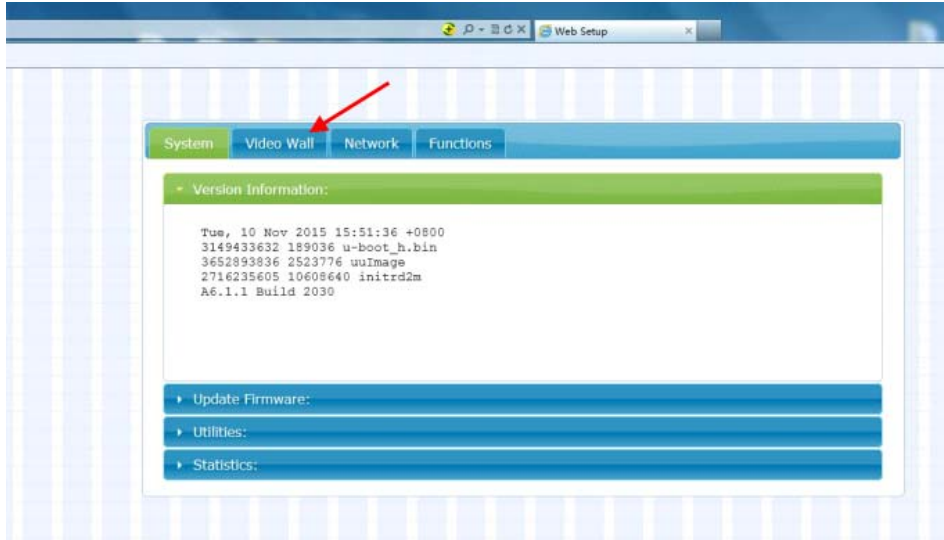 Web Setup
System Video Wall Network Functions
Version Information:
Tue, 10 Nov 2015 15:51:36 +0800
3149433632 189036 u-boot_h.bin
3652893836 2523776 uuImage
2716235605 10608640 initrd2m
A6.1.1 Build 2030
Update Firmware:
Utilities:
Statistics: